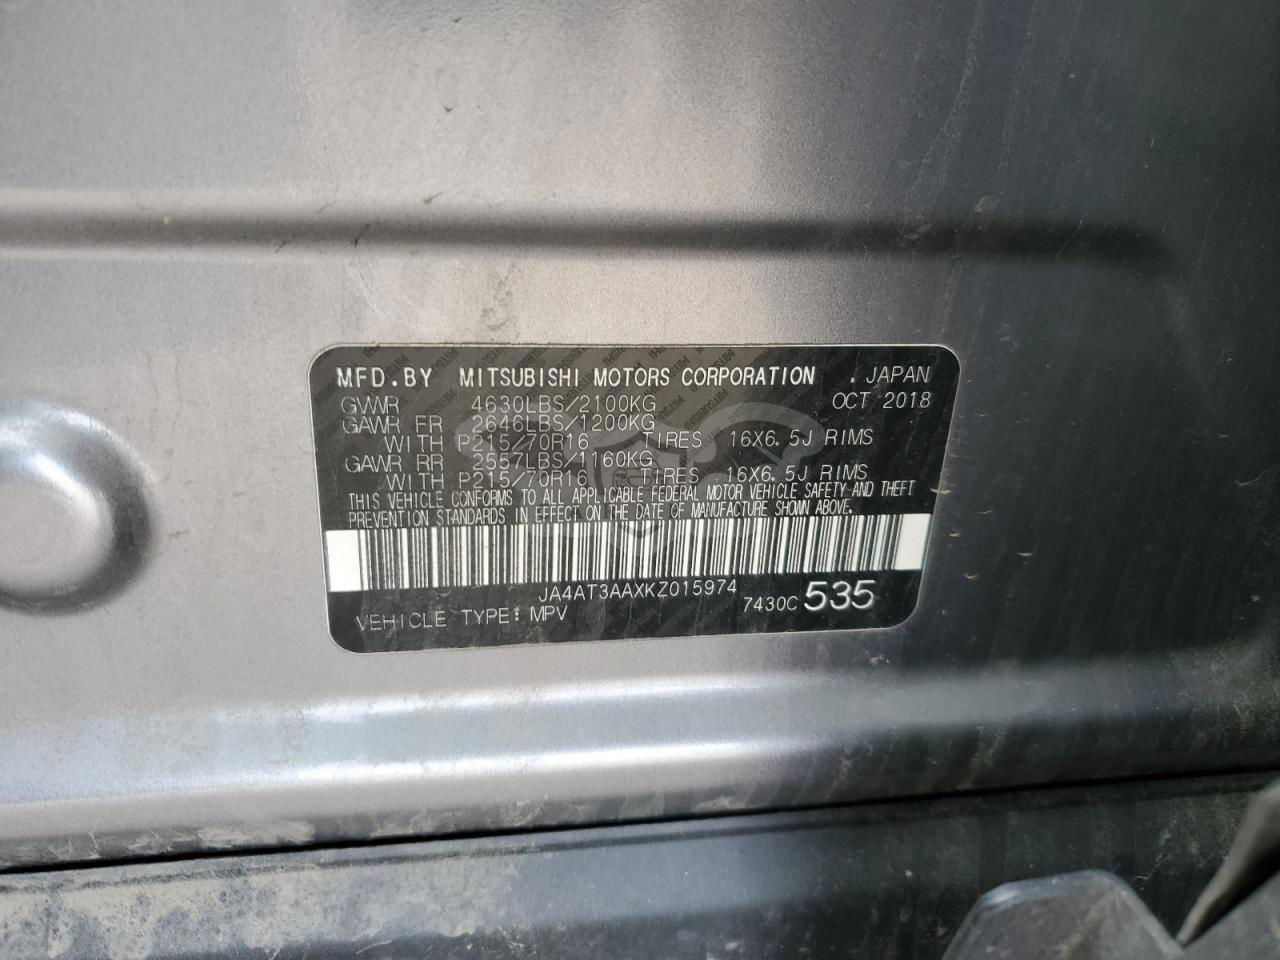 MFD.BY MITSUBISHI MOTORS CORPORATION . JAPAN
GVWR 4630LBS/2100KG OCT 2018
GAWR FR 2646LBS/1200KG
WITH P215/70R16 TIRES 16X6.5J RIMS
GAWR RR 2557LBS/1160KG
WITH P215/70R16 TIRES 16X6.5J RIMS
THIS VEHICLE CONFORMS TO ALL APPLICABLE FEDERAL MOTOR VEHICLE SAFETY AND THEFT
PREVENTION STANDARDS IN EFFECT ON THE DATE OF MANUFACTURE SHOWN ABOVE.
JA4AT3AAXKZ015974
VEHICLE TYPE: MPV 7430C 535